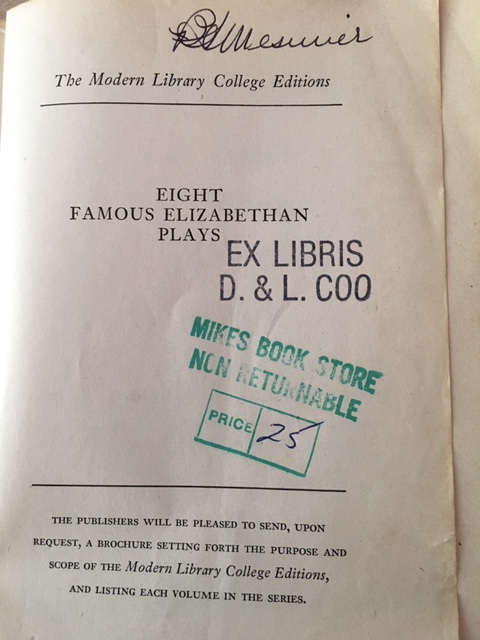 The Modern Library College Editions
EIGHT
FAMOUS ELIZABETHAN
PLAYS
EX LIBRIS
D. & L. COO
MIKES BOOK STORE
NON RETURNABLE
PRICE 25
THE PUBLISHERS WILL BE PLEASED TO SEND, UPON
REQUEST, A BROCHURE SETTING FORTH THE PURPOSE AND
SCOPE OF THE Modern Library College Editions,
AND LISTING EACH VOLUME IN THE SERIES.